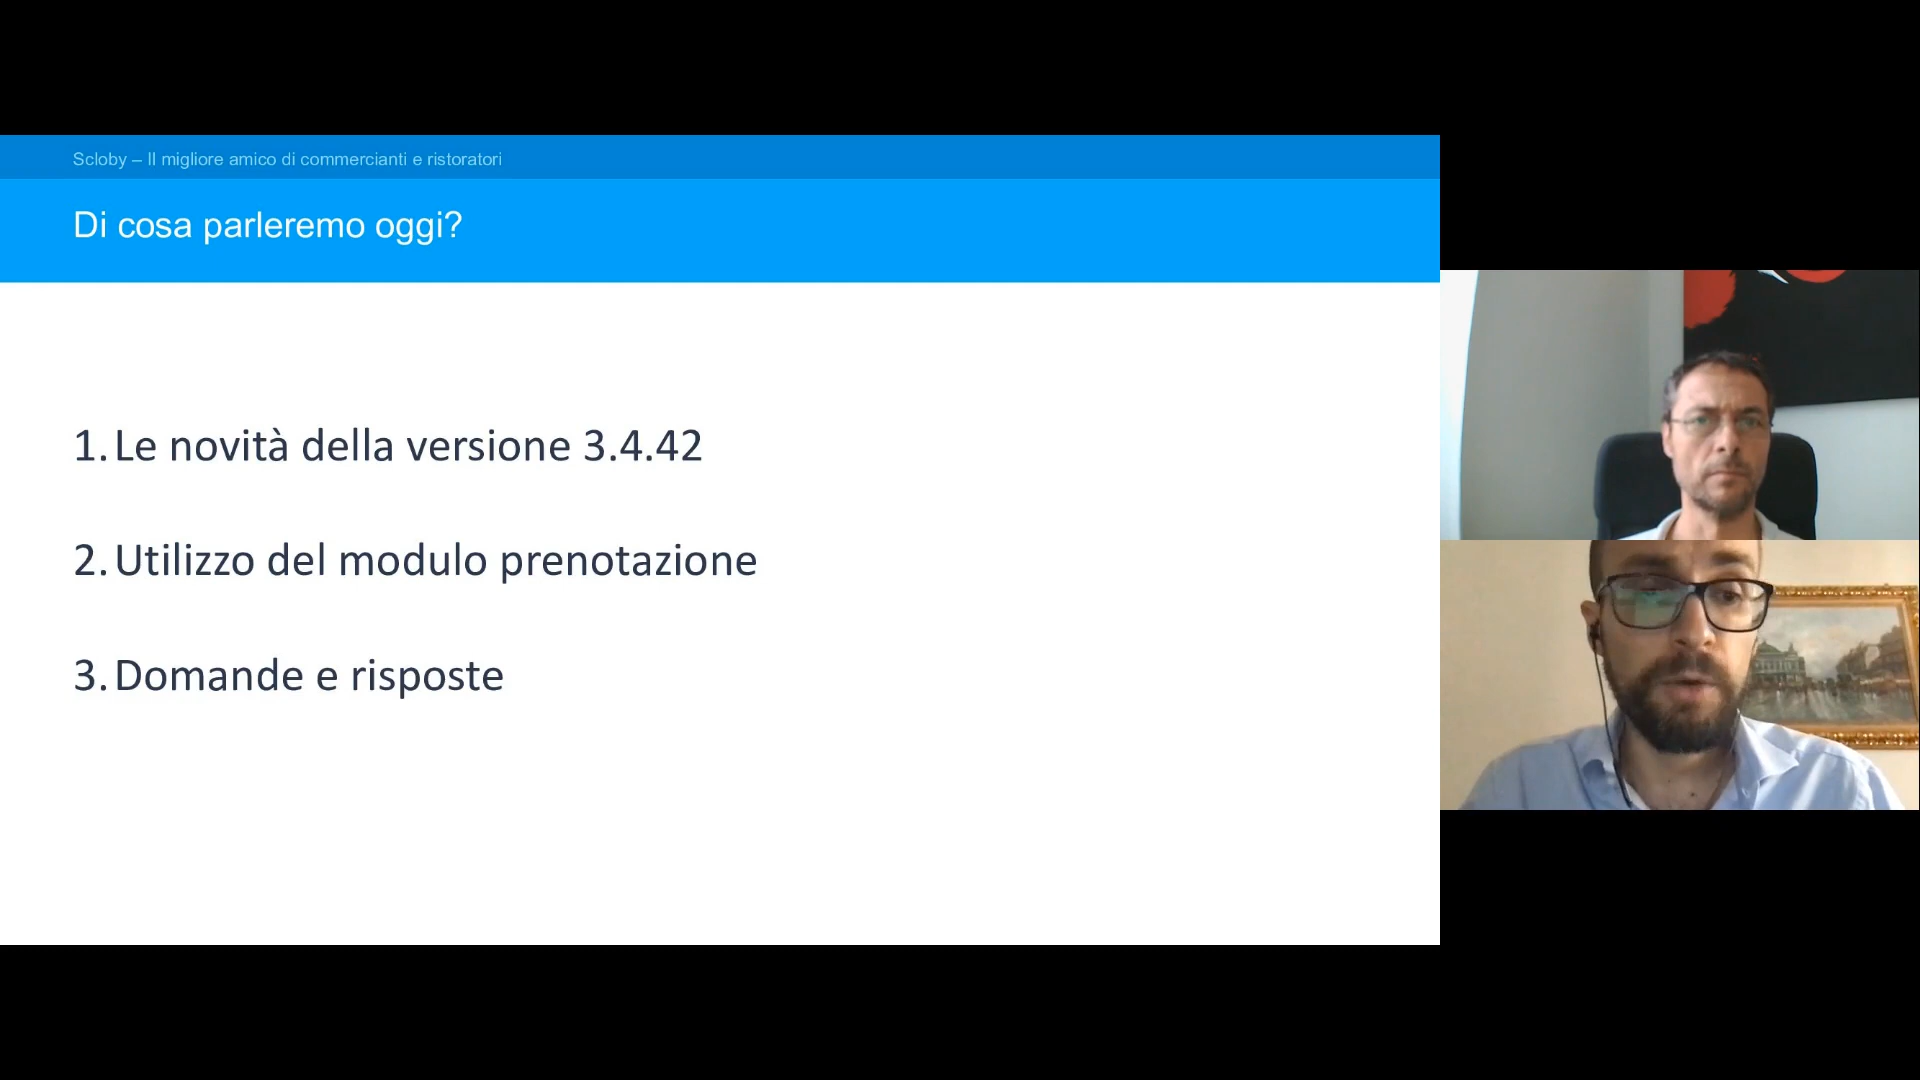 Scloby – Il migliore amico di commercianti e ristoratori
Di cosa parleremo oggi?
1. Le novità della versione 3.4.42
2. Utilizzo del modulo prenotazione
3. Domande e risposte